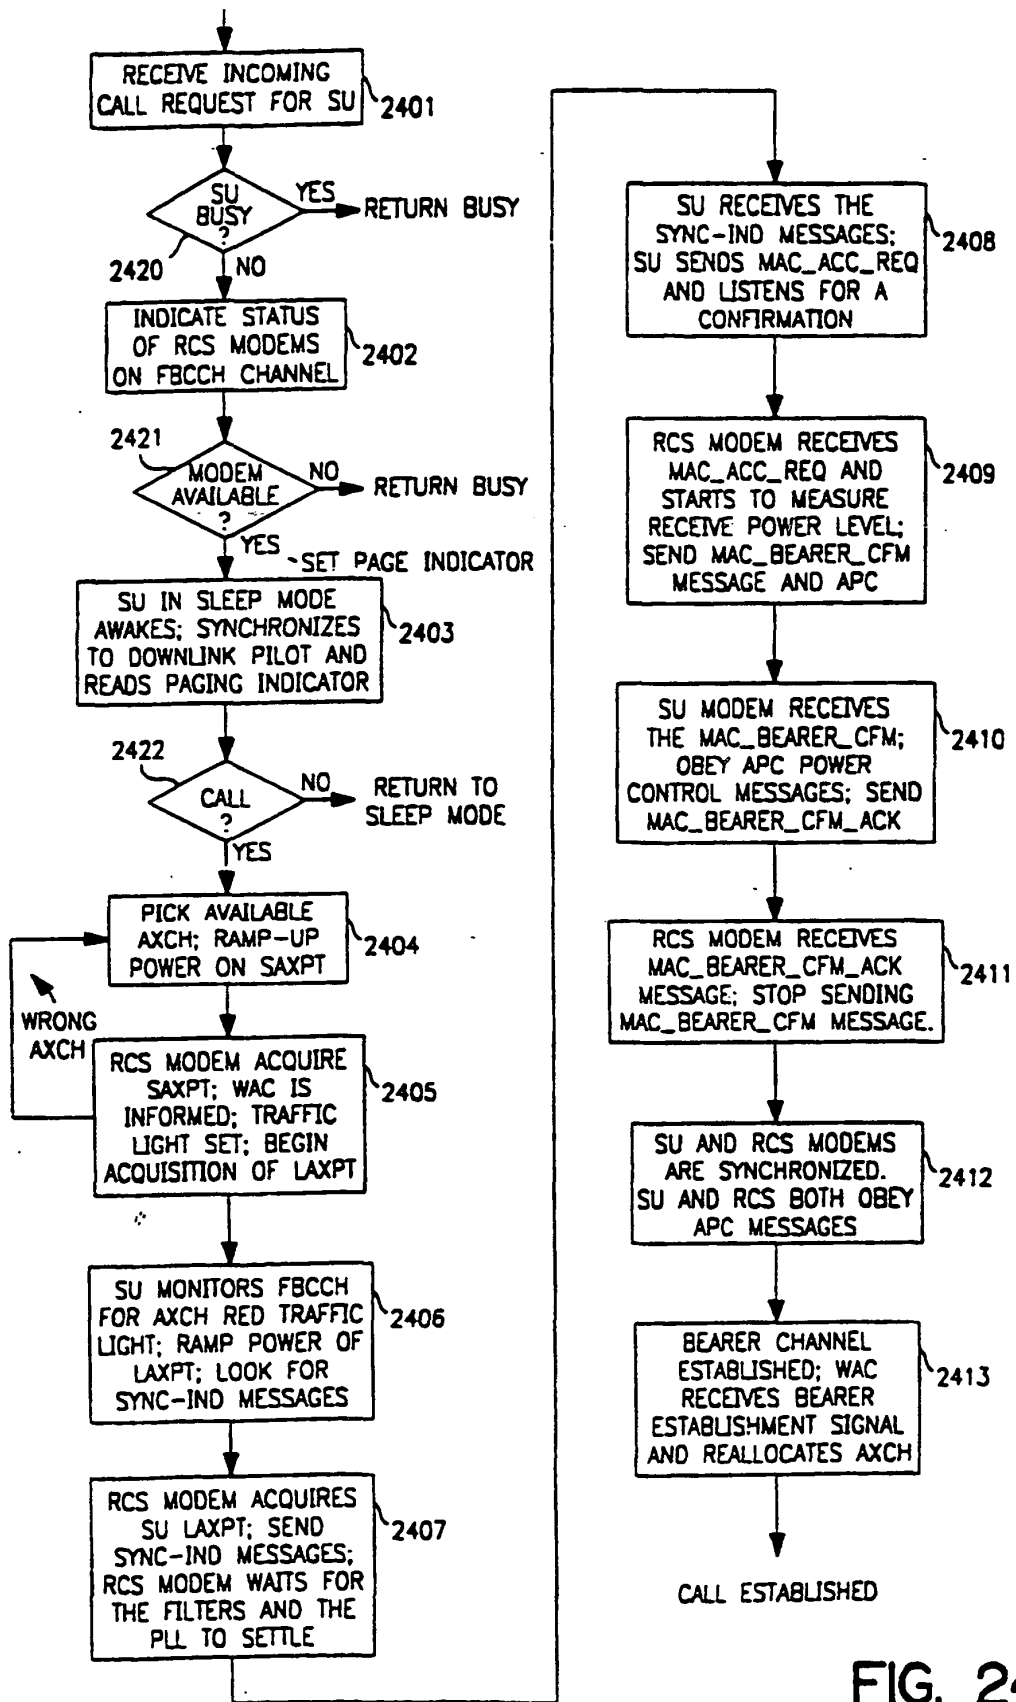 RECEIVE INCOMING
CALL REQUEST FOR SU
2401
SU
BUSY
?
YES
RETURN BUSY
2420
NO
INDICATE STATUS
OF RCS MODEMS
ON FBCCH CHANNEL
2402
2421
MODEM
AVAILABLE
?
NO
RETURN BUSY
YES
-SET PAGE INDICATOR
SU IN SLEEP MODE
AWAKES; SYNCHRONIZES
TO DOWNLINK PILOT AND
READS PAGING INDICATOR
2403
2422
CALL
?
NO
RETURN TO
SLEEP MODE
YES
PICK AVAILABLE
AXCH; RAMP-UP
POWER ON SAXPT
2404
WRONG
AXCH
RCS MODEM ACQUIRE
SAXPT; WAC IS
INFORMED; TRAFFIC
LIGHT SET; BEGIN
ACQUISITION OF LAXPT
2405
SU MONITORS FBCCH
FOR AXCH RED TRAFFIC
LIGHT; RAMP POWER OF
LAXPT; LOOK FOR
SYNC-IND MESSAGES
2406
RCS MODEM ACQUIRES
SU LAXPT; SEND
SYNC-IND MESSAGES;
RCS MODEM WAITS FOR
THE FILTERS AND THE
PLL TO SETTLE
2407
SU RECEIVES THE
SYNC-IND MESSAGES;
SU SENDS MAC_ACC_REQ
AND LISTENS FOR A
CONFIRMATION
2408
RCS MODEM RECEIVES
MAC_ACC_REQ AND
STARTS TO MEASURE
RECEIVE POWER LEVEL;
SEND MAC_BEARER_CFM
MESSAGE AND APC
2409
SU MODEM RECEIVES
THE MAC_BEARER_CFM;
OBEY APC POWER
CONTROL MESSAGES; SEND
MAC_BEARER_CFM_ACK
2410
RCS MODEM RECEIVES
MAC_BEARER_CFM_ACK
MESSAGE; STOP SENDING
MAC_BEARER_CFM MESSAGE.
2411
SU AND RCS MODEMS
ARE SYNCHRONIZED.
SU AND RCS BOTH OBEY
APC MESSAGES
2412
BEARER CHANNEL
ESTABLISHED; WAC
RECEIVES BEARER
ESTABLISHMENT SIGNAL
AND REALLOCATES AXCH
2413
CALL ESTABLISHED
FIG. 24